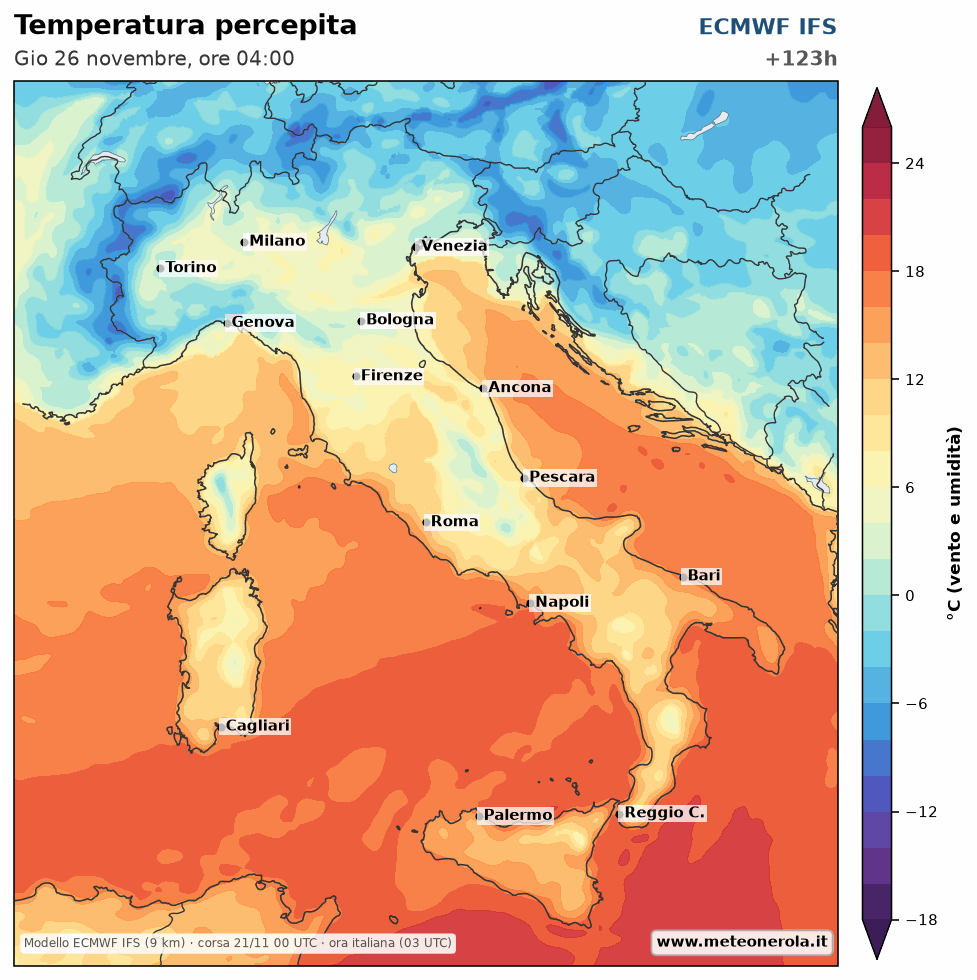 Temperatura percepita
ECMWF IFS
Gio 26 novembre, ore 04:00
+123h
Milano
Venezia
Torino
Genova
Bologna
Firenze
Ancona
Pescara
Roma
Bari
Napoli
Cagliari
Palermo
Reggio C.
24
18
12
6
0
−6
−12
−18
°C (vento e umidità)
Modello ECMWF IFS (9 km) · corsa 21/11 00 UTC · ora italiana (03 UTC)
www.meteonerola.it